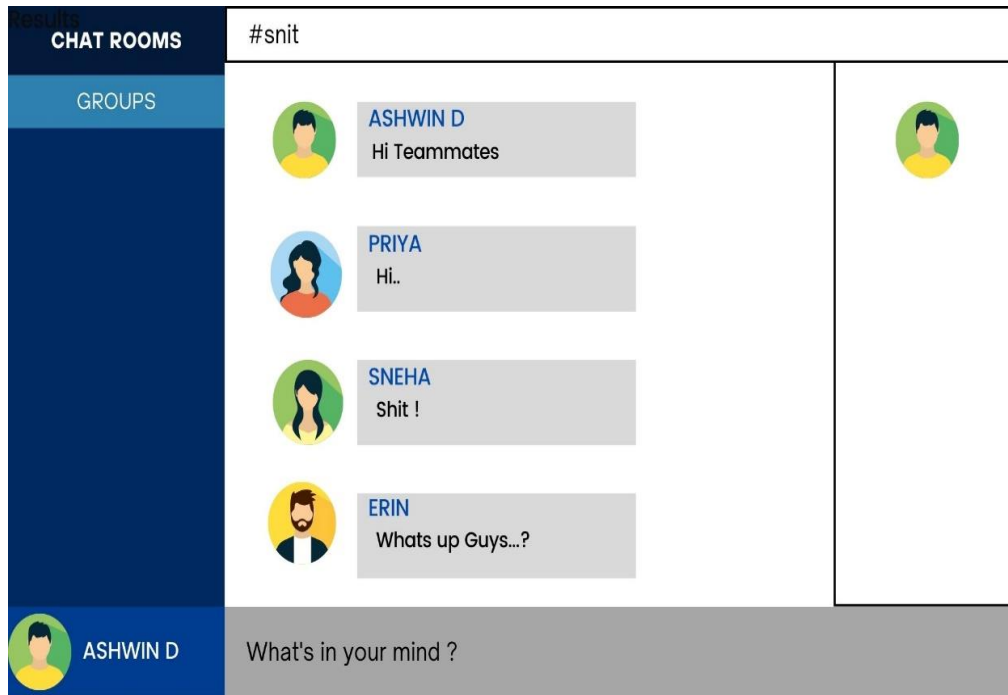 Results
CHAT ROOMS
#snit
GROUPS
ASHWIN D
Hi Teammates
PRIYA
Hi..
SNEHA
Shit !
ERIN
Whats up Guys...?
ASHWIN D
What's in your mind ?